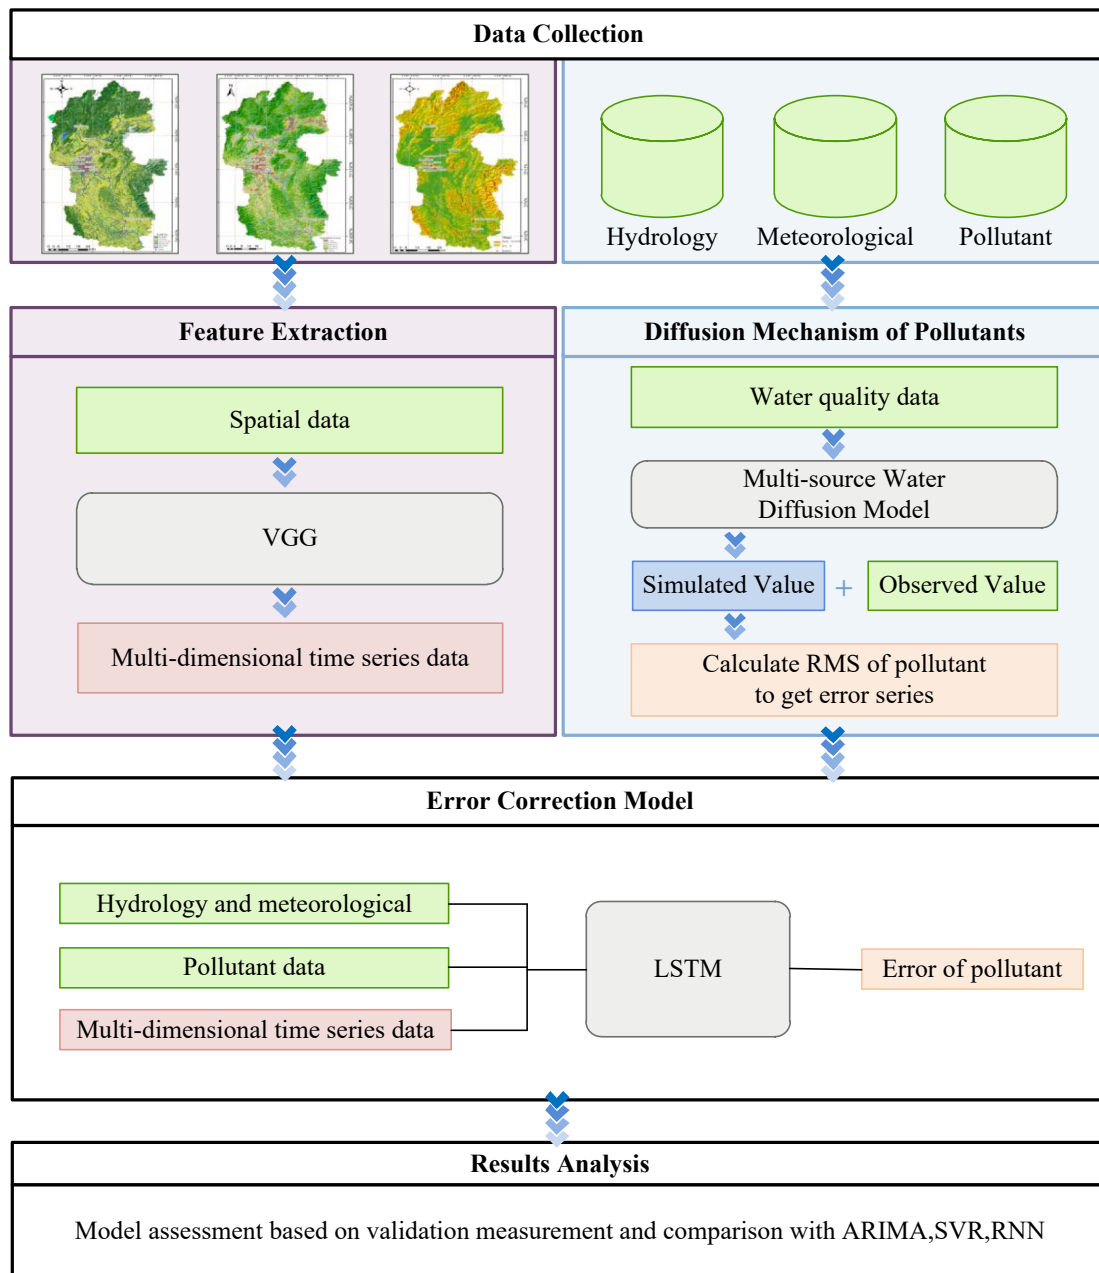 Data Collection
Hydrology
Meteorological
Pollutant
Feature Extraction
Spatial data
VGG
Multi-dimensional time series data
Diffusion Mechanism of Pollutants
Water quality data
Multi-source Water
Diffusion Model
Simulated Value + Observed Value
Calculate RMS of pollutant
to get error series
Error Correction Model
Hydrology and meteorological
Pollutant data
Multi-dimensional time series data
LSTM
Error of pollutant
Results Analysis
Model assessment based on validation measurement and comparison with ARIMA,SVR,RNN